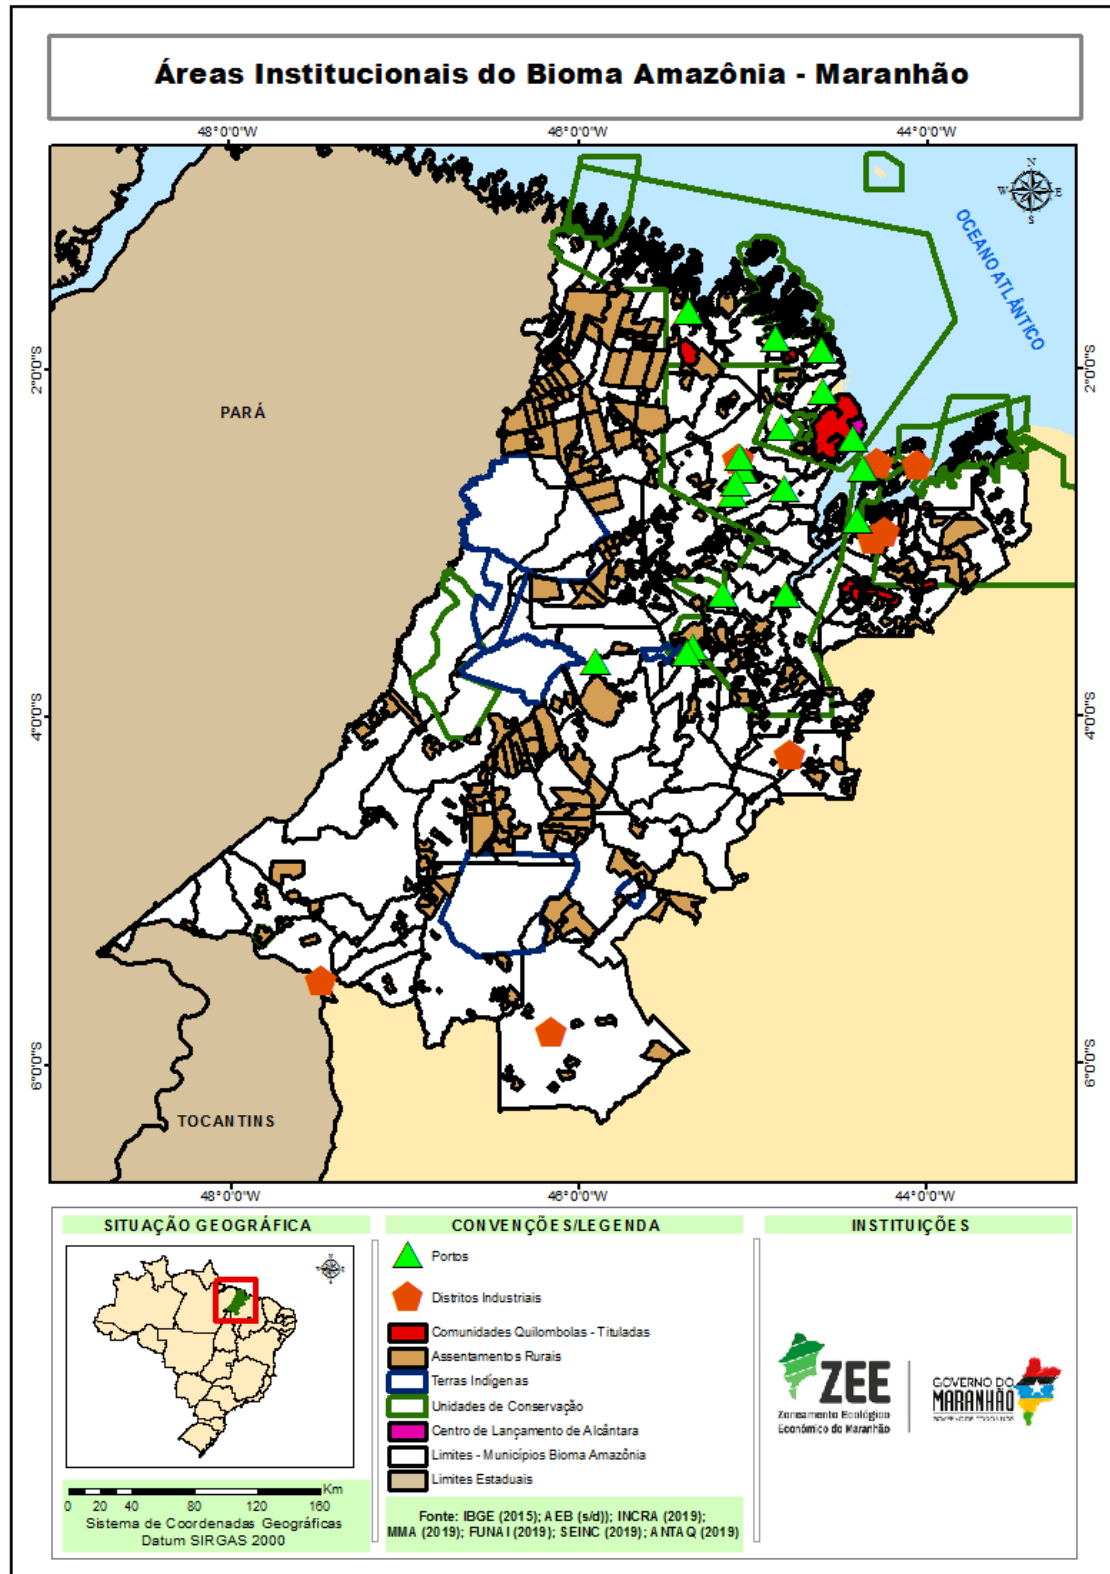 Áreas Institucionais do Bioma Amazônia - Maranhão
48°0'0"W 46°0'0"W 44°0'0"W
N
W E
S
OCEANO ATLÂNTICO
2°0'0"S 2°0'0"S
PARÁ
4°0'0"S 4°0'0"S
6°0'0"S 6°0'0"S
TOCANTINS
48°0'0"W 46°0'0"W 44°0'0"W
SITUAÇÃO GEOGRÁFICA
Km
0 20 40 80 120 160
Sistema de Coordenadas Geográficas
Datum SIRGAS 2000
CONVENÇÕES/LEGENDA
Portos
Distritos Industriais
Comunidades Quilombolas - Tituladas
Assentamentos Rurais
Terras Indígenas
Unidades de Conservação
Centro de Lançamento de Alcântara
Limites - Municípios Bioma Amazônia
Limites Estaduais
Fonte: IBGE (2015); AEB (s/d)); INCRA (2019);
MMA (2019); FUNAI (2019); SEINC (2019); ANTAQ (2019)
INSTITUIÇÕES
ZEE
Zoneamento Ecológico
Econômico do Maranhão
GOVERNO DO
MARANHÃO
GOVERNO DE TODOS NÓS